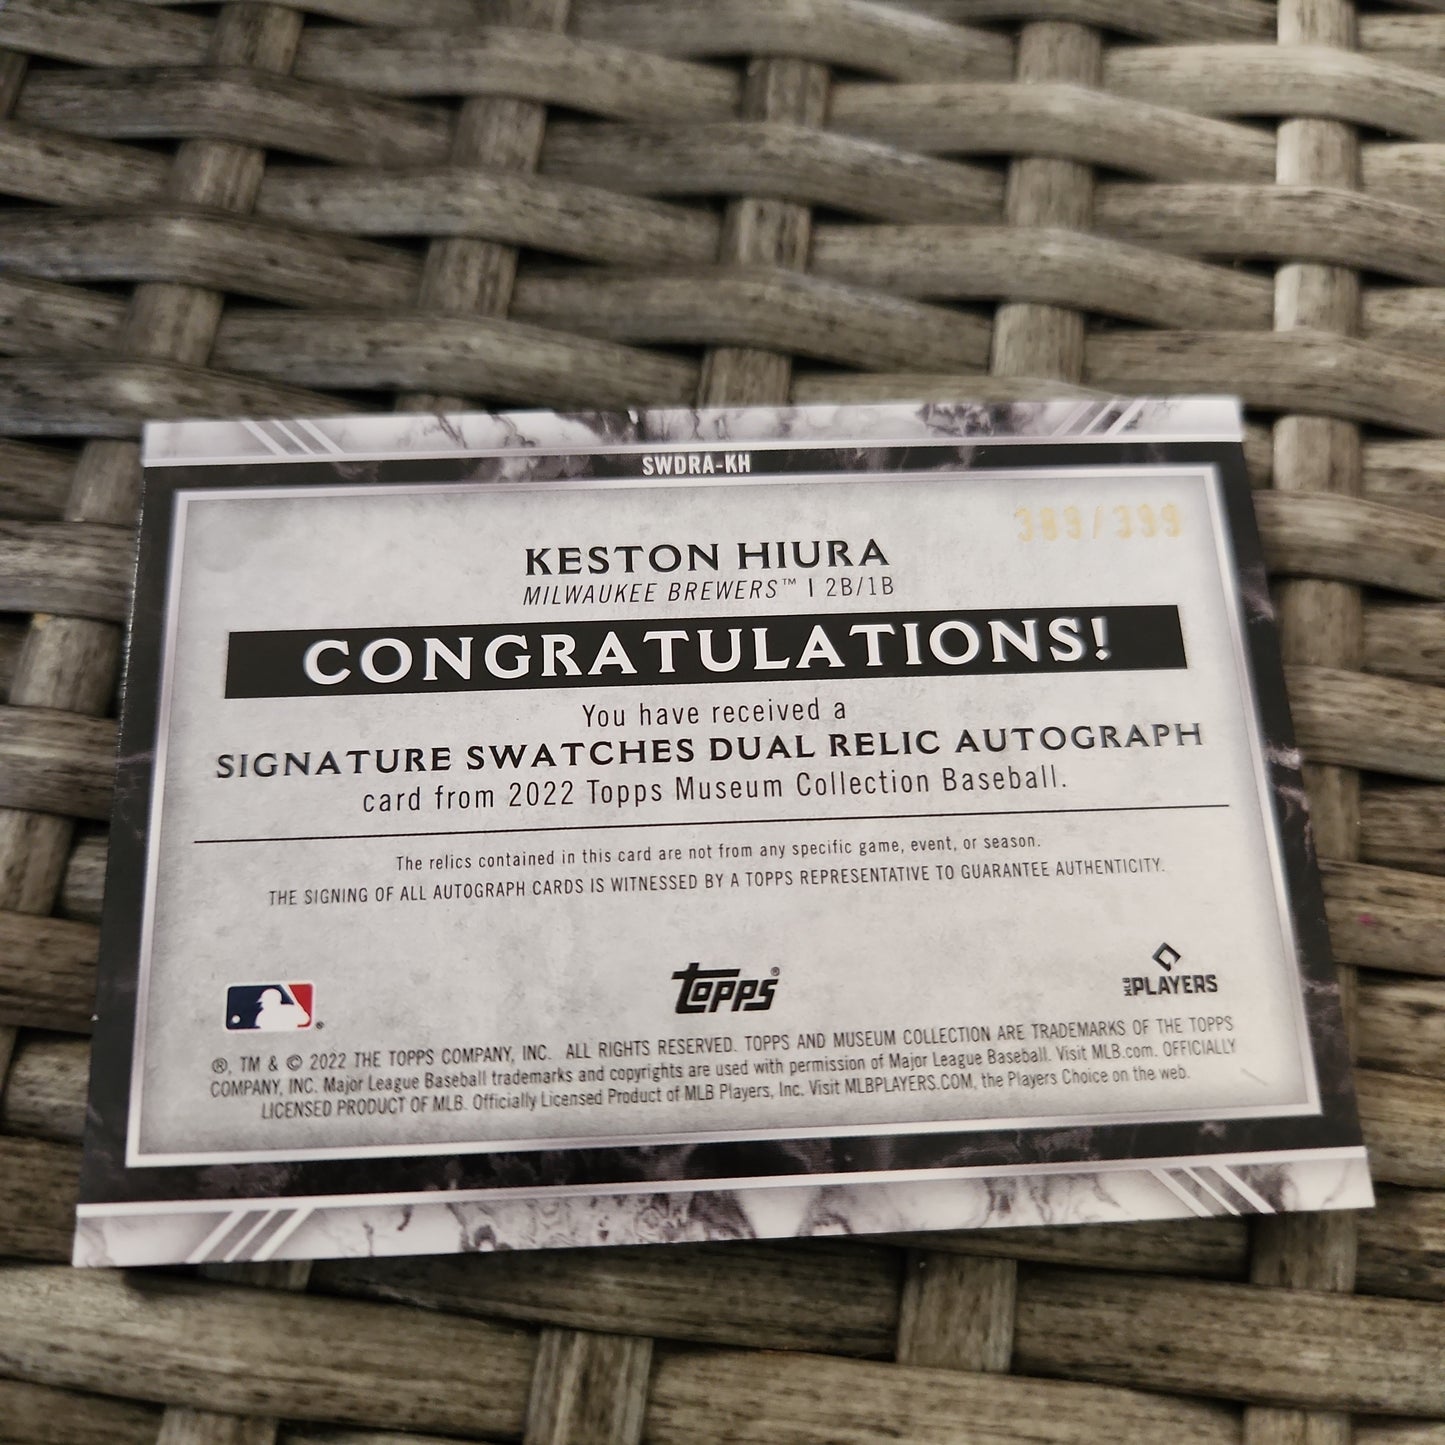 SWDRA-KH
399
KESTON HIURA
MILWAUKEE BREWERS™ | 2B/1B
CONGRATULATIONS!
You have received a
SIGNATURE SWATCHES DUAL RELIC AUTOGRAPH
card from 2022 Topps Museum Collection Baseball.
The relics contained in this card are not from any specific game, event, or season.
THE SIGNING OF ALL AUTOGRAPH CARDS IS WITNESSED BY A TOPPS REPRESENTATIVE TO GUARANTEE AUTHENTICITY.
topps®
MLB PLAYERS
®
®, TM & © 2022 THE TOPPS COMPANY, INC. ALL RIGHTS RESERVED. TOPPS AND MUSEUM COLLECTION ARE TRADEMARKS OF THE TOPPS
COMPANY, INC. Major League Baseball trademarks and copyrights are used with permission of Major League Baseball. Visit MLB.com. OFFICIALLY
LICENSED PRODUCT OF MLB. Officially Licensed Product of MLB Players, Inc. Visit MLBPLAYERS.COM, the Players Choice on the web.